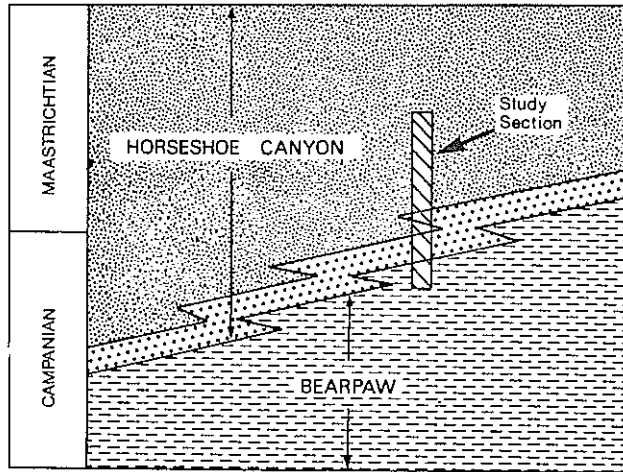 MAASTRICHTIAN
CAMPANIAN
HORSESHOE CANYON
Study
Section
BEARPAW